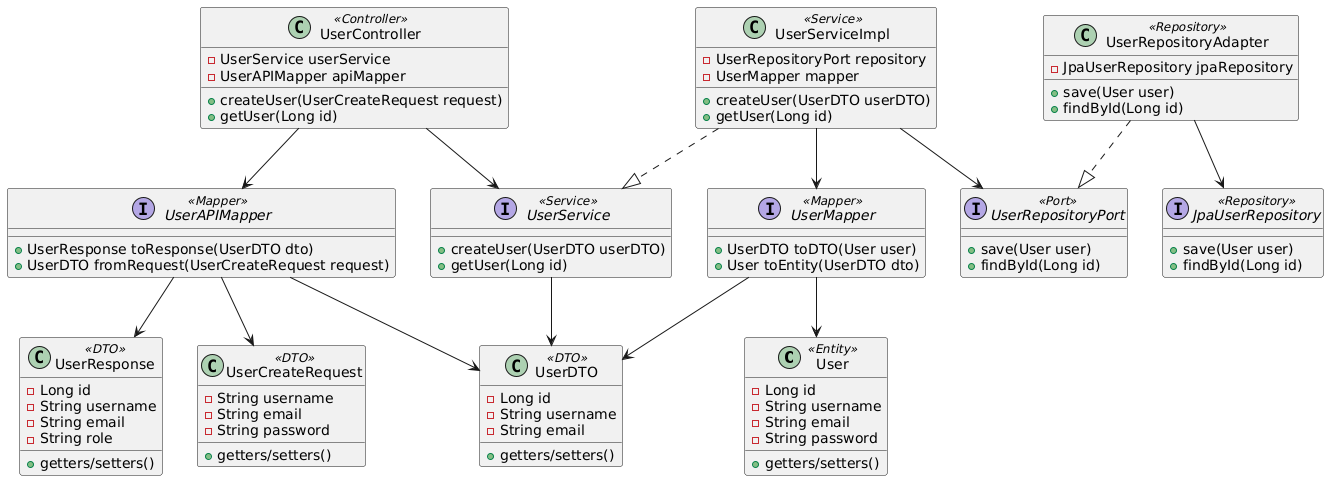 «Controller»
C UserController
UserService userService
UserAPIMapper apiMapper
createUser(UserCreateRequest request)
getUser(Long id)
«Service»
C UserServiceImpl
UserRepositoryPort repository
UserMapper mapper
createUser(UserDTO userDTO)
getUser(Long id)
«Repository»
C UserRepositoryAdapter
JpaUserRepository jpaRepository
save(User user)
findById(Long id)
«Mapper»
I UserAPIMapper
UserResponse toResponse(UserDTO dto)
UserDTO fromRequest(UserCreateRequest request)
«Service»
I UserService
createUser(UserDTO userDTO)
getUser(Long id)
«Mapper»
I UserMapper
UserDTO toDTO(User user)
User toEntity(UserDTO dto)
«Port»
I UserRepositoryPort
save(User user)
findById(Long id)
«Repository»
I JpaUserRepository
save(User user)
findById(Long id)
«DTO»
C UserResponse
Long id
String username
String email
String role
getters/setters()
«DTO»
C UserCreateRequest
String username
String email
String password
getters/setters()
«DTO»
C UserDTO
Long id
String username
String email
getters/setters()
«Entity»
C User
Long id
String username
String email
String password
getters/setters()